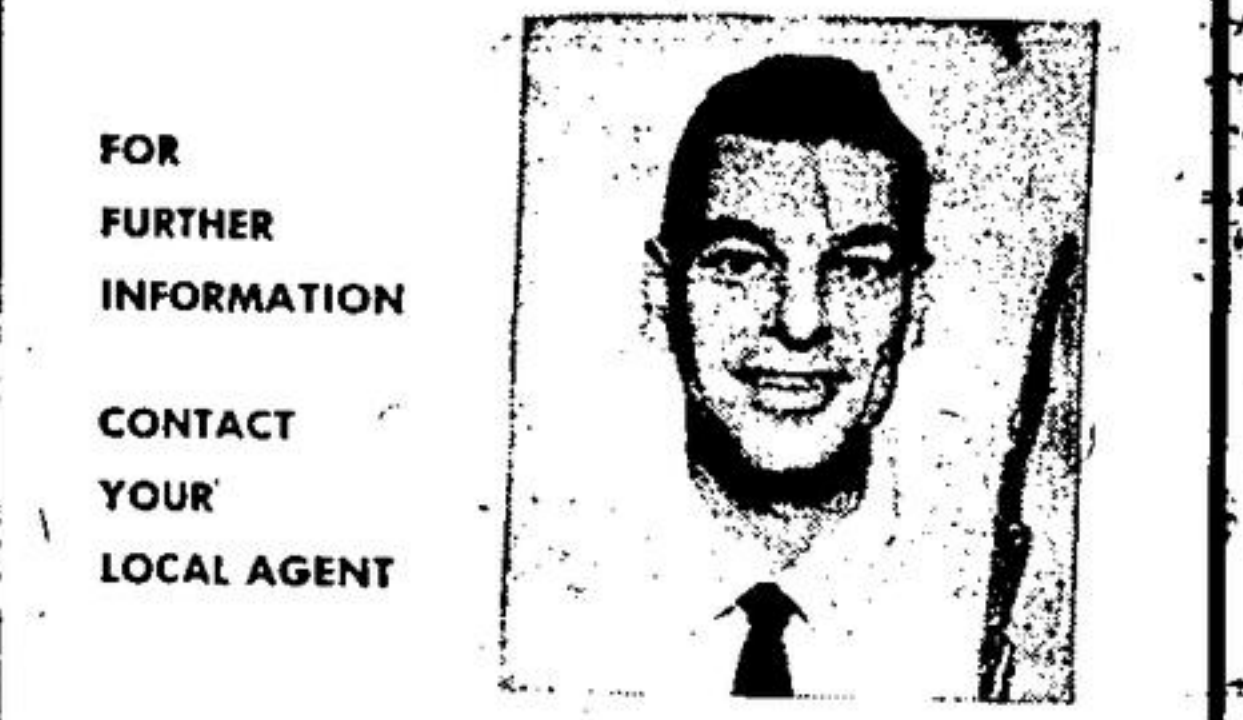 FOR
FURTHER
INFORMATION
CONTACT
YOUR
LOCAL AGENT